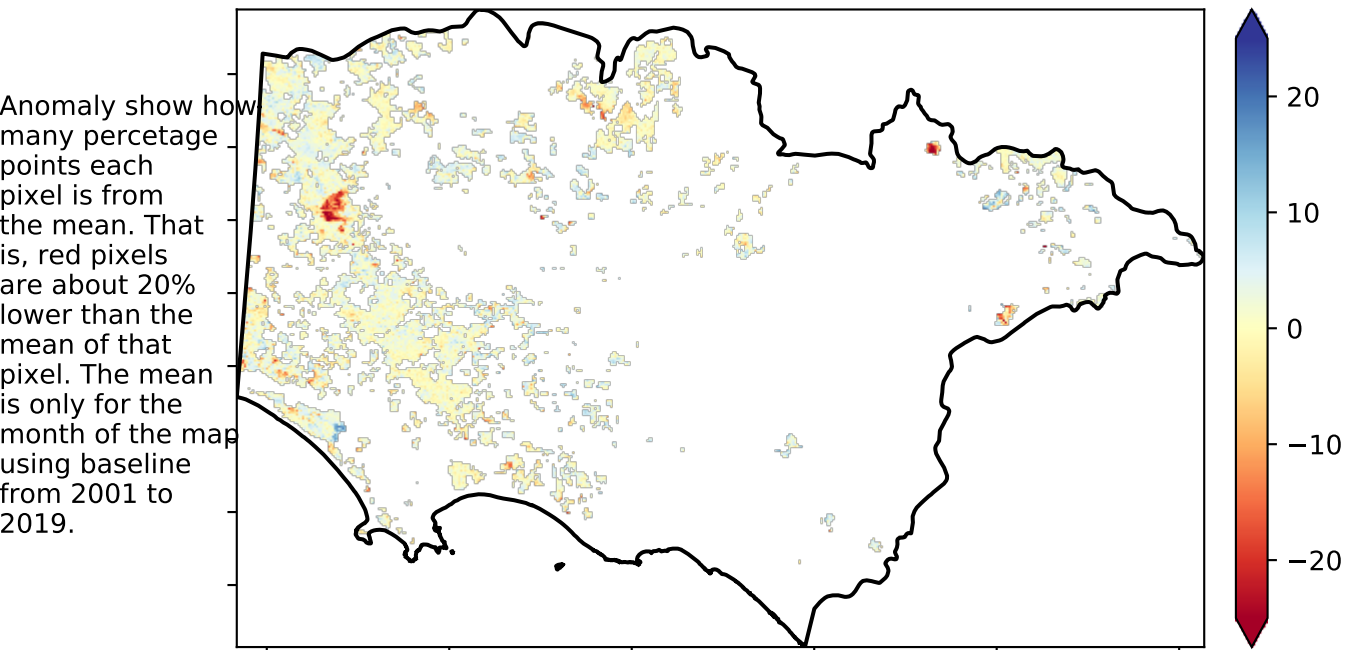 Anomaly show how
many percetage
points each
pixel is from
the mean. That
is, red pixels
are about 20%
lower than the
mean of that
pixel. The mean
is only for the
month of the map
using baseline
from 2001 to
2019.
20
10
0
−10
−20